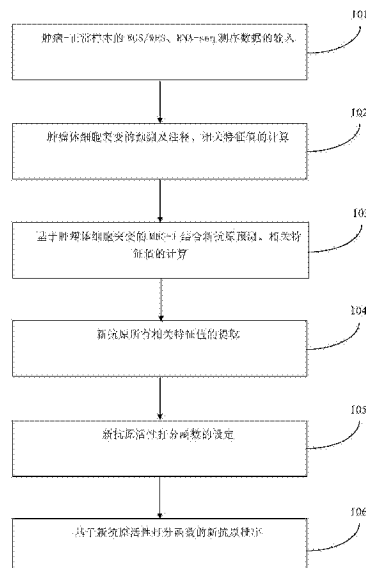 101
肿瘤-正常样本的WGS/WES、RNA-seq测序数据的输入
102
肿瘤体细胞突变的预测及注释、相关特征值的计算
103
基于肿瘤体细胞突变的MHC-I结合新抗原预测、相关特
征值的计算
104
新抗原所有相关特征值的提取
105
新抗原活性打分函数的设定
106
基于新抗原活性打分函数的新抗原排序